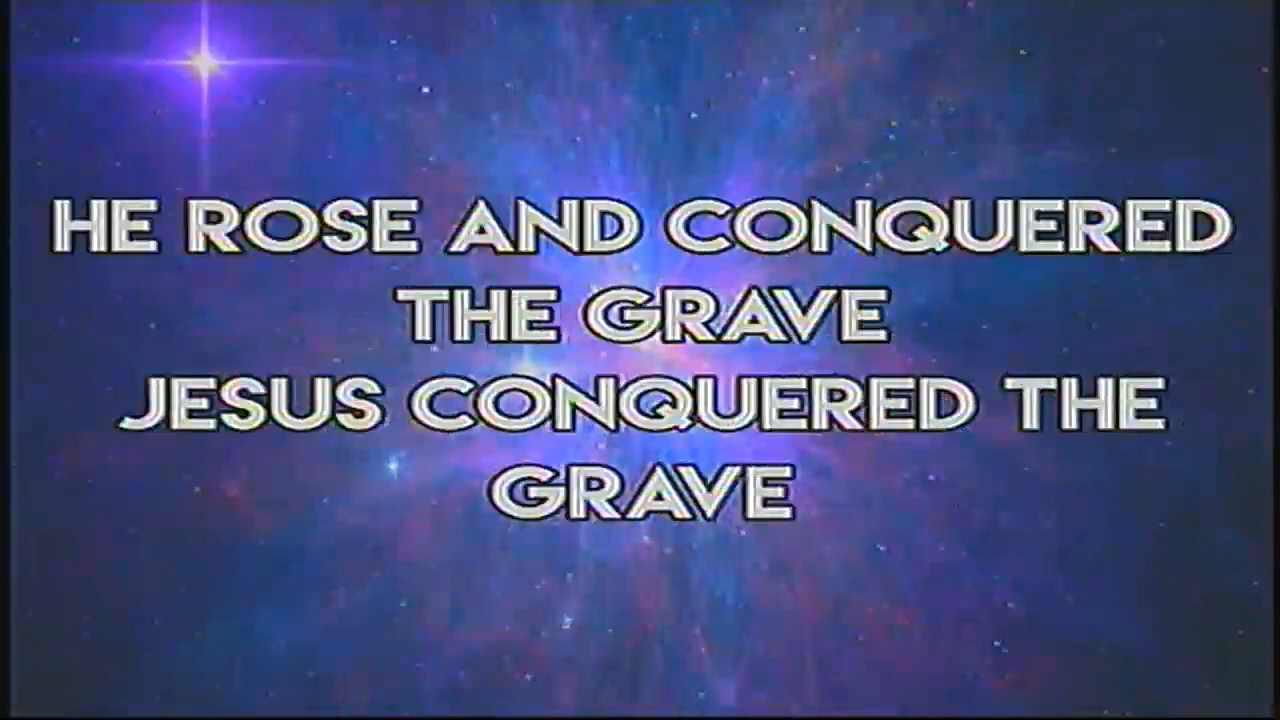 HE ROSE AND CONQUERED
THE GRAVE
JESUS CONQUERED THE
GRAVE